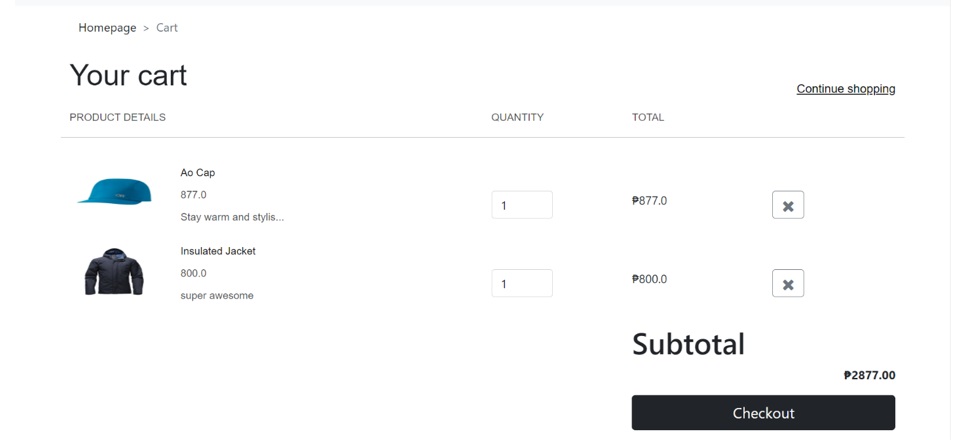 Homepage > Cart
Your cart
Continue shopping
PRODUCT DETAILS QUANTITY TOTAL
Ao Cap
877.0
Stay warm and stylis...
1
₱877.0
Insulated Jacket
800.0
super awesome
1
₱800.0
Subtotal
₱2877.00
Checkout